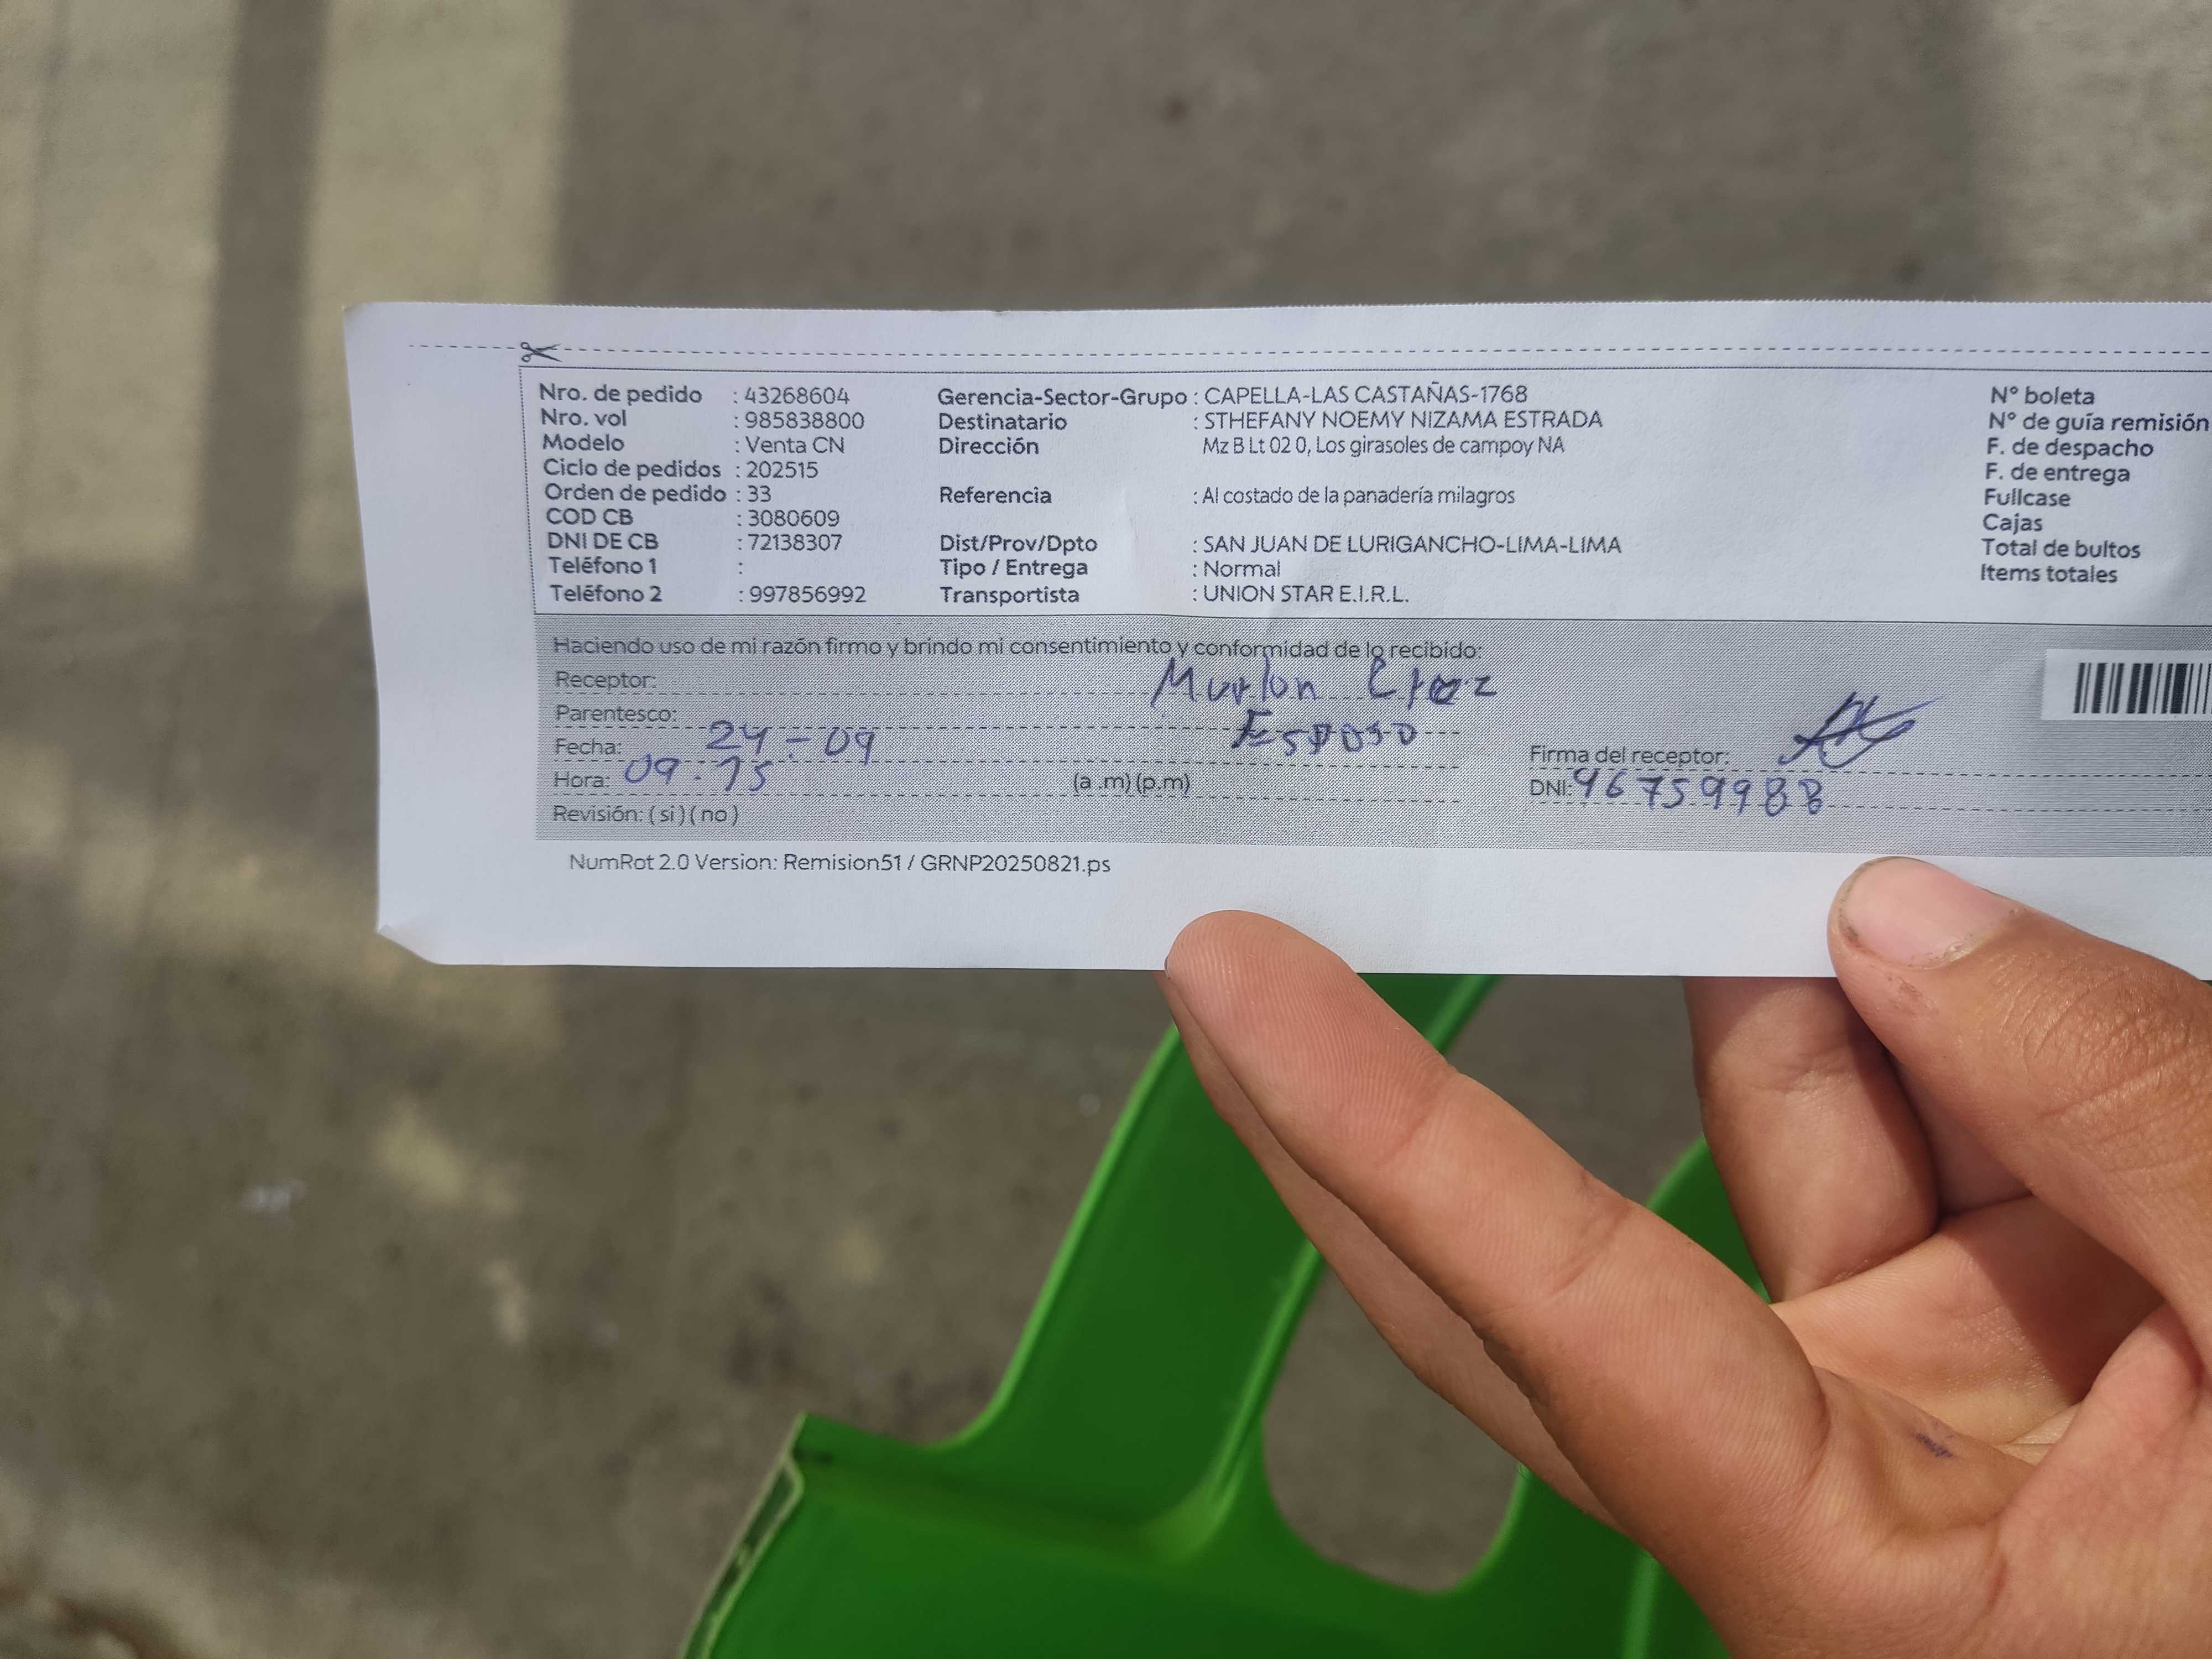 Nro. de pedido : 43268604 Gerencia-Sector-Grupo : CAPELLA-LAS CASTAÑAS-1768 N° boleta
Nro. vol : 985838800 Destinatario : STHEFANY NOEMY NIZAMA ESTRADA N° de guía remisión
Modelo : Venta CN Dirección Mz B Lt 02 0, Los girasoles de campoy NA F. de despacho
Ciclo de pedidos : 202515 F. de entrega
Orden de pedido : 33 Referencia : Al costado de la panadería milagros Fullcase
COD CB : 3080609 Cajas
DNI DE CB : 72138307 Dist/Prov/Dpto : SAN JUAN DE LURIGANCHO-LIMA-LIMA Total de bultos
Teléfono 1 : Tipo / Entrega : Normal Items totales
Teléfono 2 : 997856992 Transportista : UNION STAR E.I.R.L.
Haciendo uso de mi razón firmo y brindo mi consentimiento y conformidad de lo recibido:
Receptor: Marlon
Parentesco: Esposo
Fecha: 24-09 Firma del receptor:
Hora: 09.15 (a .m) (p.m) DNI:
Revisión: ( si ) ( no )
NumRot 2.0 Version: Remision51 / GRNP20250821.ps